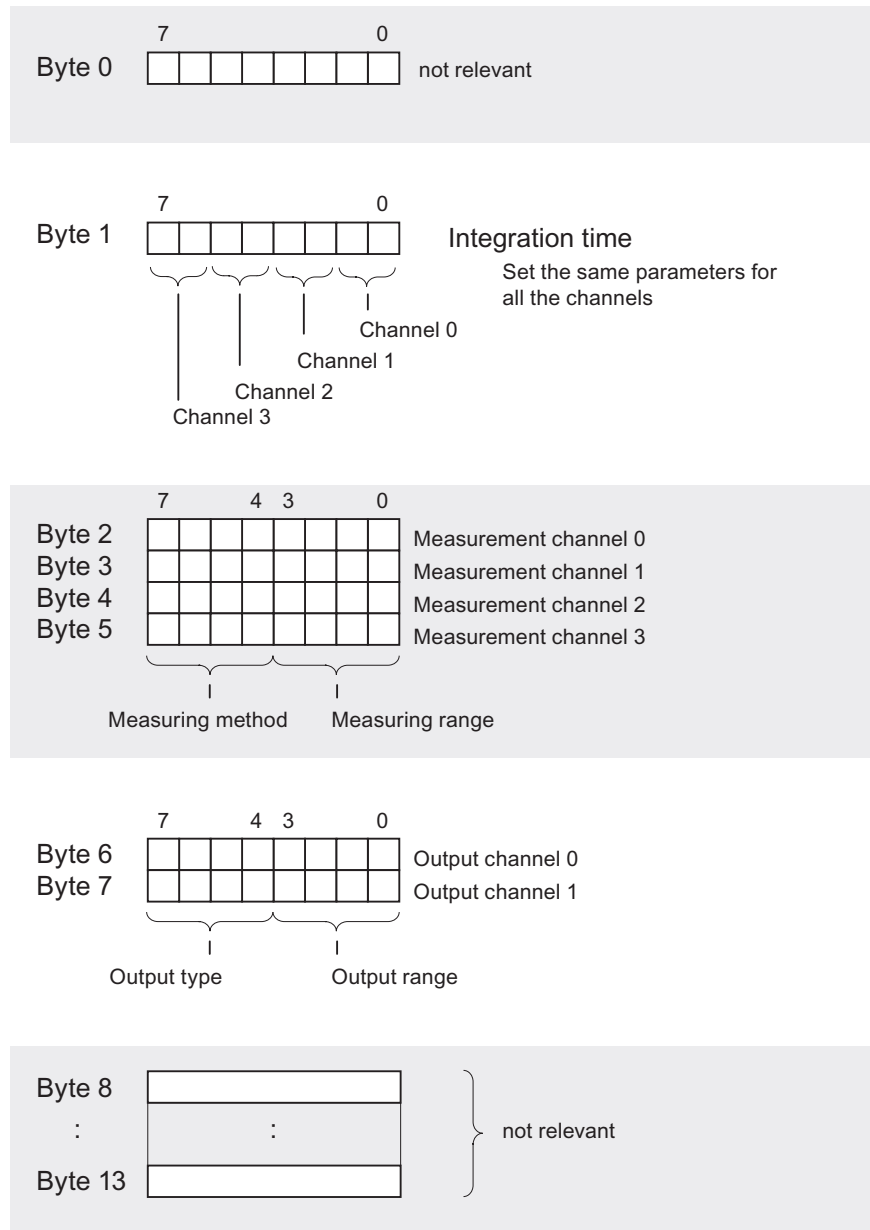 7 0
Byte 0 not relevant
7 0
Byte 1 Integration time
Set the same parameters for
all the channels
Channel 0
Channel 1
Channel 2
Channel 3
7 4 3 0
Byte 2 Measurement channel 0
Byte 3 Measurement channel 1
Byte 4 Measurement channel 2
Byte 5 Measurement channel 3
Measuring method Measuring range
7 4 3 0
Byte 6 Output channel 0
Byte 7 Output channel 1
Output type Output range
Byte 8
: : not relevant
Byte 13